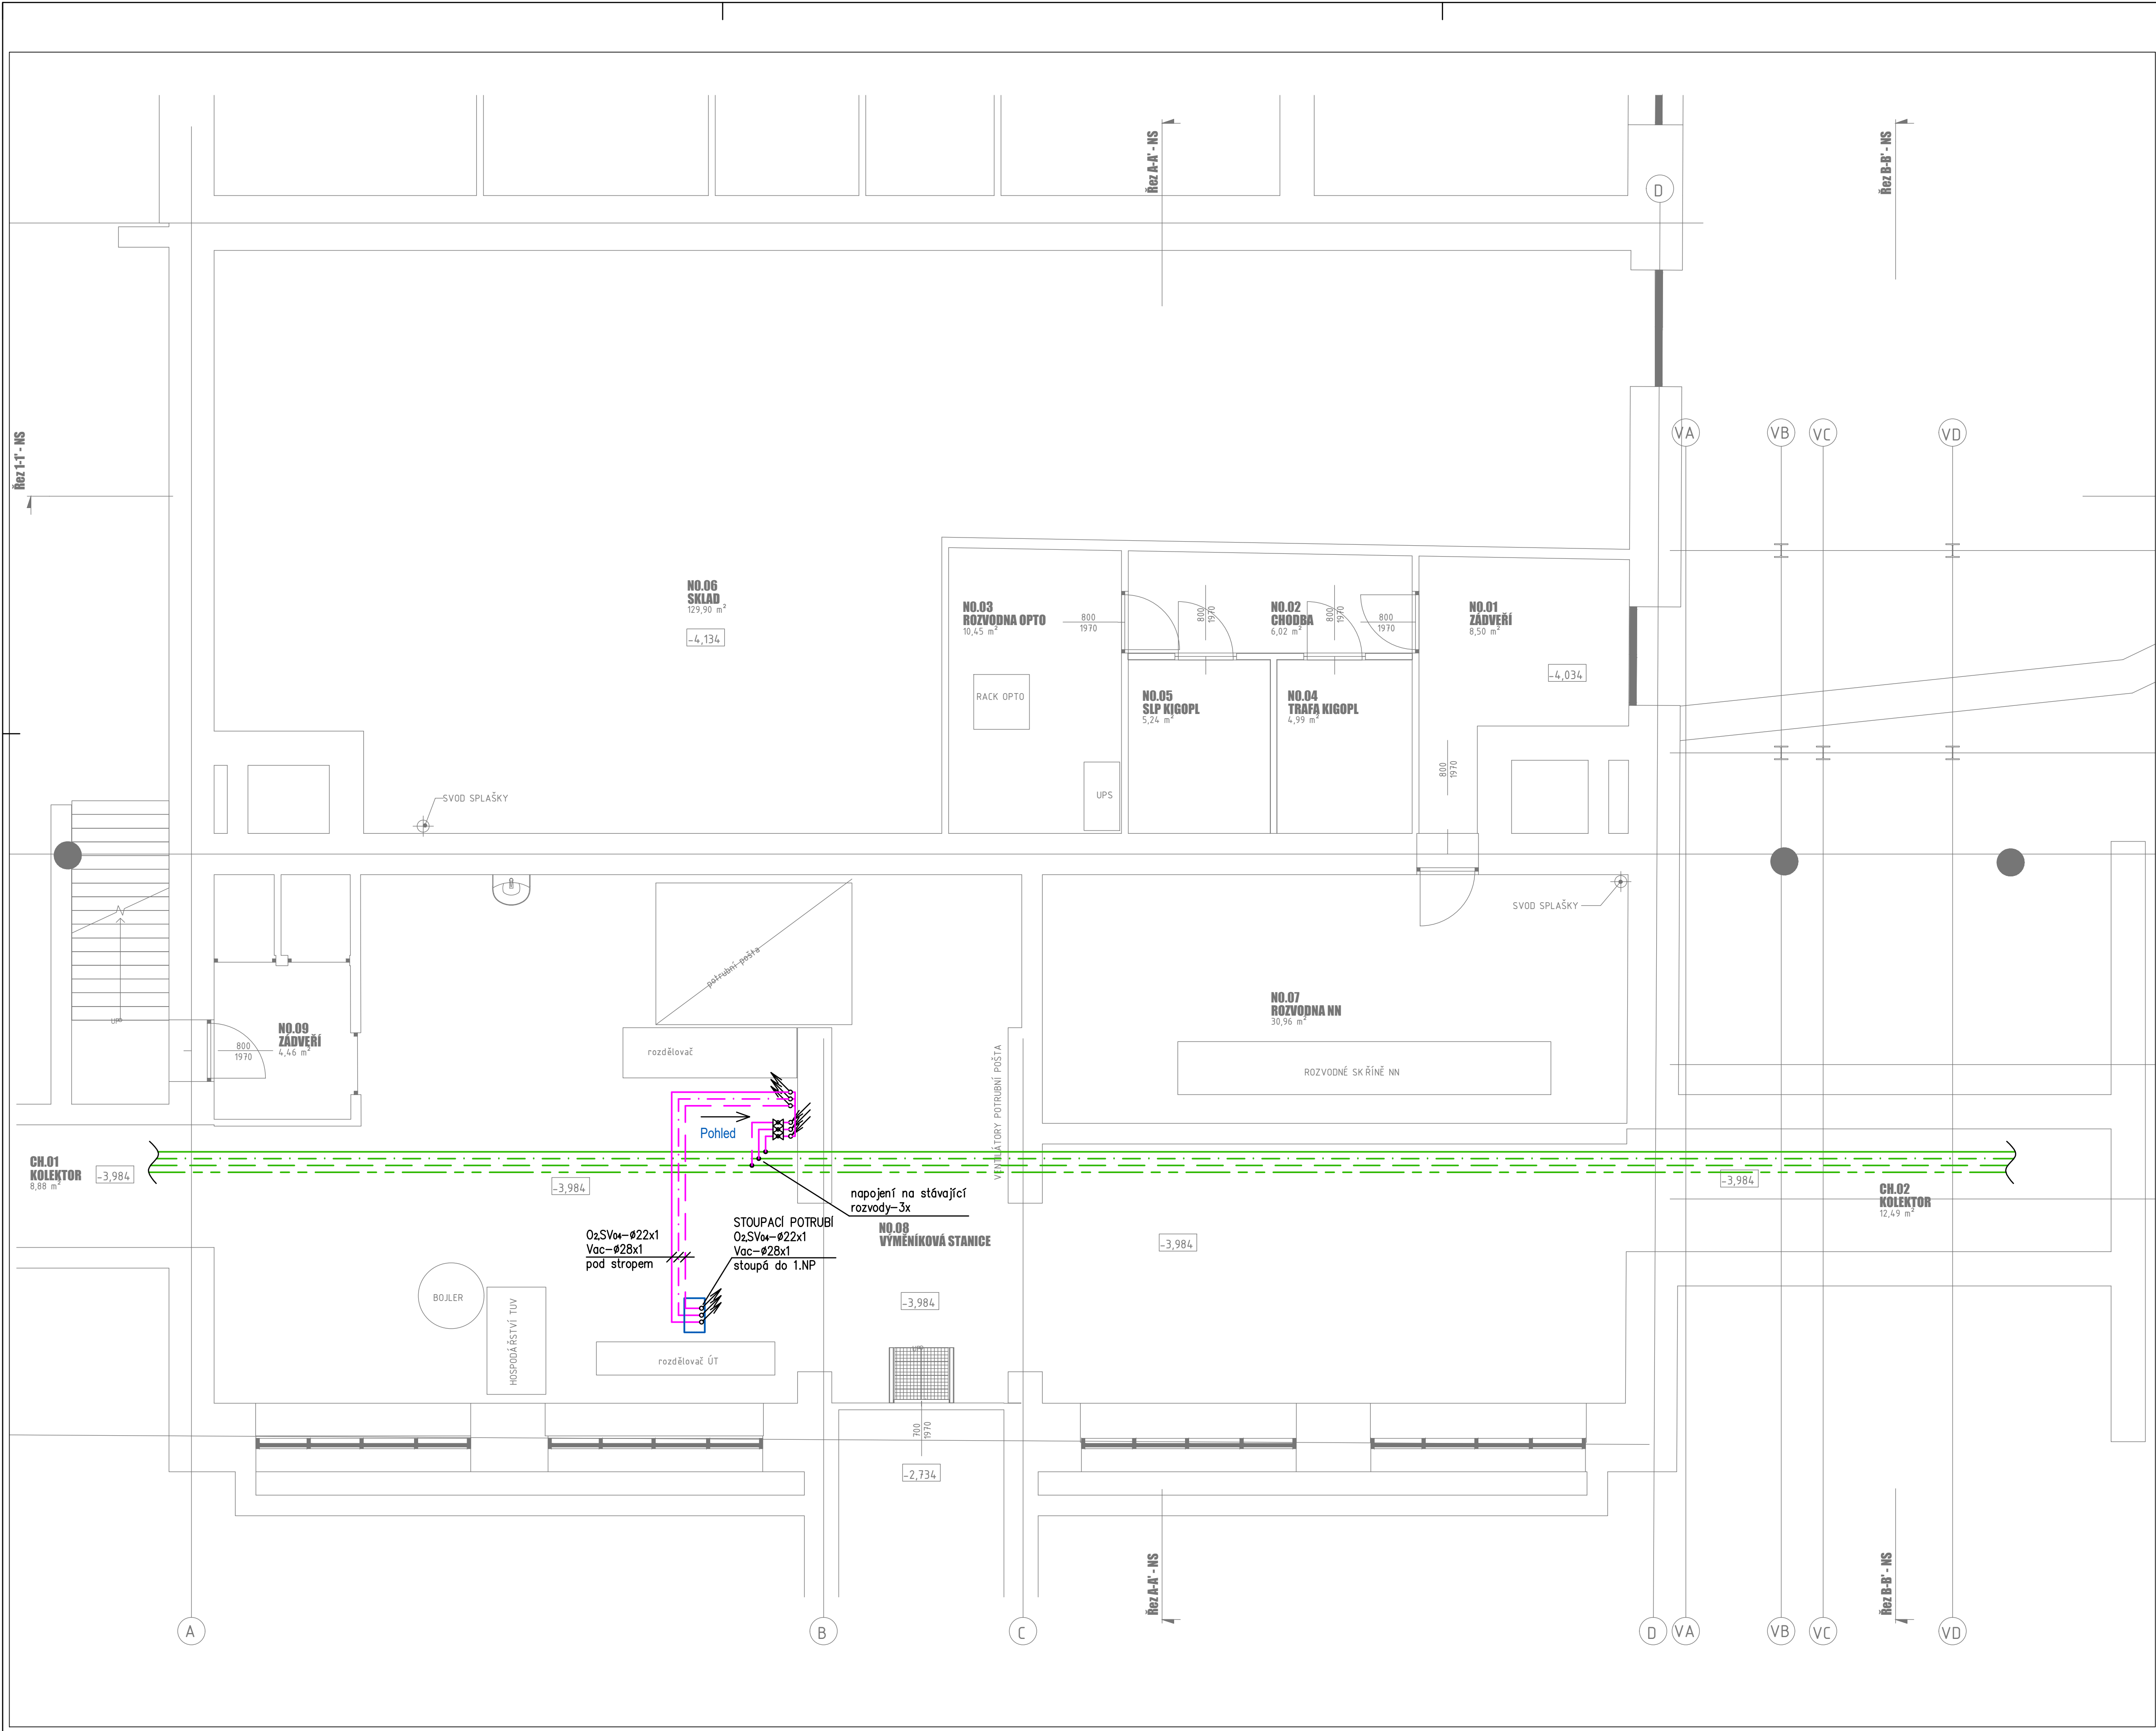 Řez A-A' - NS
Řez B-B' - NS
D
Řez 1-1' - NS
VA
VB
VC
VD
N0.06
SKLAD
129,90 m²
-4,134
N0.03
ROZVODNA OPTO
10,45 m²
800
1970
800
1970
N0.02
CHODBA
6,02 m²
800
1970
800
1970
N0.01
ZÁDVEŘÍ
8,50 m²
-4,034
RACK OPTO
N0.05
SLP KIGOPL
5,24 m²
N0.04
TRAFA KIGOPL
4,99 m²
800
1970
UPS
SVOD SPLAŠKY
SVOD SPLAŠKY
potrubní pošta
N0.07
ROZVODNA NN
30,96 m²
UP
N0.09
ZÁDVEŘÍ
4,46 m²
800
1970
rozdělovač
VENTILÁTORY POTRUBNÍ POŠTA
ROZVODNÉ SKŘÍNĚ NN
Pohled
CH.01
KOLEKTOR
8,88 m²
-3,984
-3,984
-3,984
CH.02
KOLEKTOR
12,49 m²
napojení na stávající
rozvody-3x
N0.08
VÝMĚNÍKOVÁ STANICE
O₂,SV04-Ø22x1
Vac-Ø28x1
pod stropem
STOUPACÍ POTRUBÍ
O₂,SV04-Ø22x1
Vac-Ø28x1
stoupá do 1.NP
-3,984
BOJLER
HOSPODÁŘSTVÍ TUV
-3,984
rozdělovač ÚT
UP
700
1970
-2,734
Řez A-A' - NS
Řez B-B' - NS
A
B
C
D
VA
VB
VC
VD